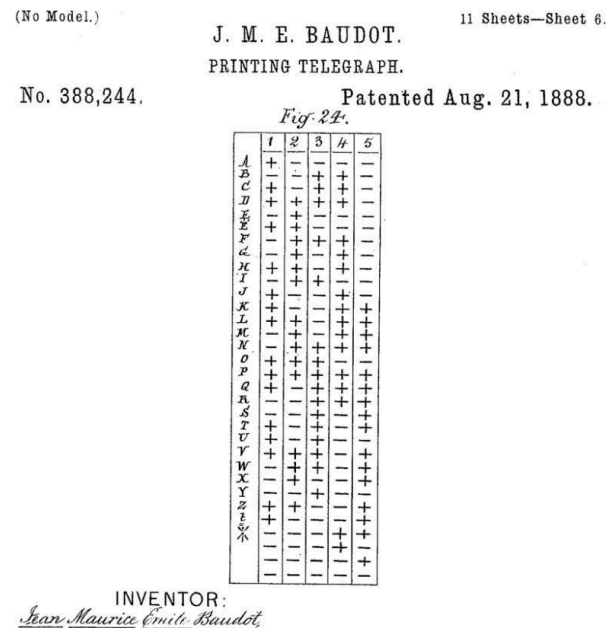 (No Model.)
11 Sheets—Sheet 6.
J. M. E. BAUDOT.
PRINTING TELEGRAPH.
No. 388,244.
Patented Aug. 21, 1888.
Fig. 24.
1 2 3 4 5
A + − − − −
B − − + + −
C + − + + −
D + + + + −
E − + − − −
É + + − − −
F − + + + −
G − + − + −
H + + − + −
I − + + − −
J + − − + −
K + − − + +
L + + − + +
M − + − + +
N − + + + +
O + + + − −
P + + + + +
Q + − + + +
R − − + + +
S − − + − +
T + − + − +
U + − + − −
V + + + − +
W − + + − +
X − + − − +
Y − − + − −
Z + + − − +
t + − − − +
※ − − − + +
− − − + −
− − − − +
− − − − −
INVENTOR:
Jean Maurice Émile Baudot,